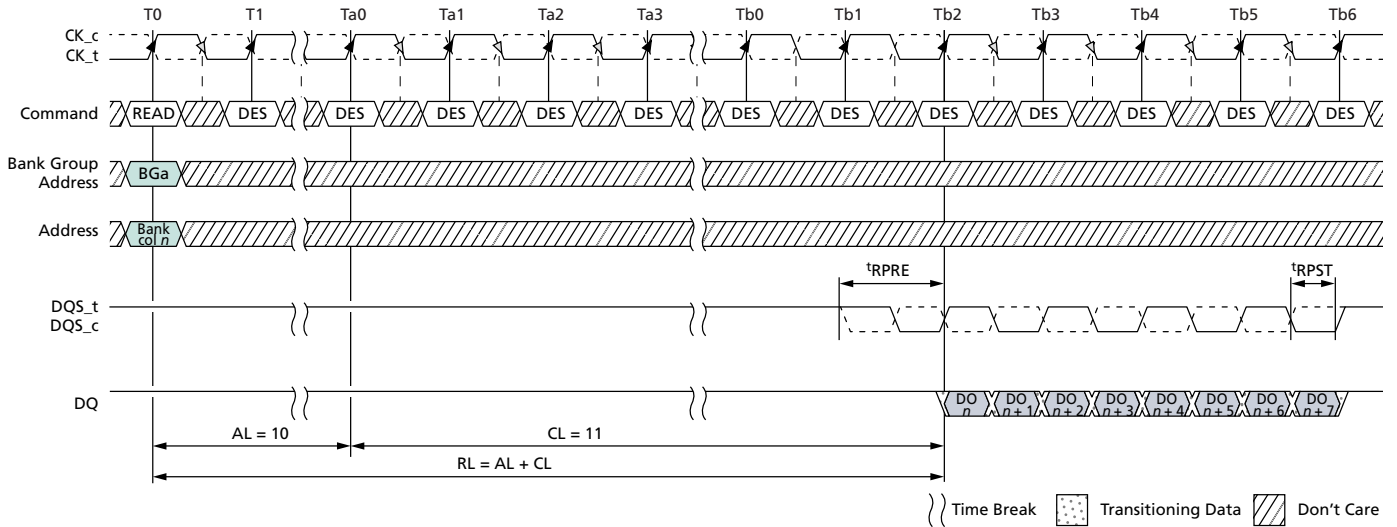 T0 T1 Ta0 Ta1 Ta2 Ta3 Tb0 Tb1 Tb2 Tb3 Tb4 Tb5 Tb6
CK_c
CK_t
Command READ DES DES DES DES DES DES DES DES DES DES DES DES
Bank Group
Address
BGa
Address
Bank
col n
tRPRE tRPST
DQS_t
DQS_c
DQ
DO n
DO n + 1
DO n + 2
DO n + 3
DO n + 4
DO n + 5
DO n + 6
DO n + 7
AL = 10 CL = 11
RL = AL + CL
Time Break Transitioning Data Don't Care